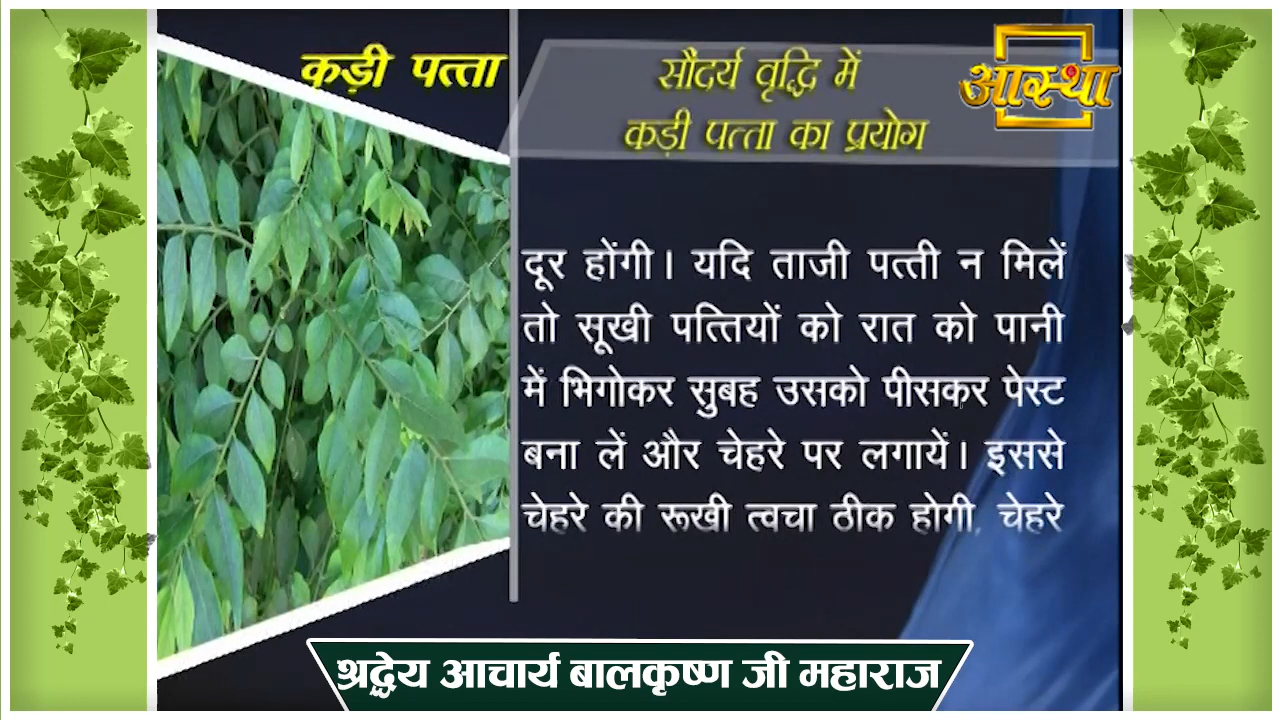 कड़ी पत्ता
सौदर्य वृद्धि में
कड़ी पत्ता का प्रयोग
आस्था
दूर होंगी। यदि ताजी पत्ती न मिलें
तो सूखी पत्तियों को रात को पानी
में भिगोकर सुबह उसको पीसकर पेस्ट
बना लें और चेहरे पर लगायें। इससे
चेहरे की रूखी त्वचा ठीक होगी, चेहरे
श्रद्धेय आचार्य बालकृष्ण जी महाराज